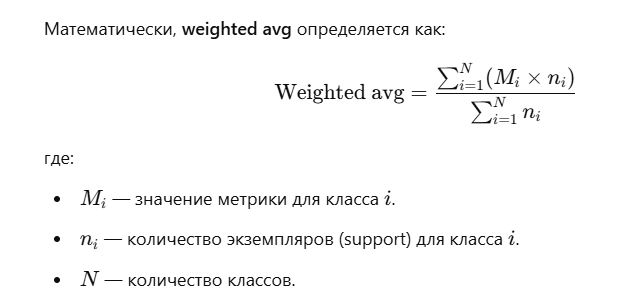 Математически, weighted avg определяется как:
Weighted avg = \frac{\sum_{i=1}^{N}(M_i \times n_i)}{\sum_{i=1}^{N} n_i}
где:
• M_i — значение метрики для класса i.
• n_i — количество экземпляров (support) для класса i.
• N — количество классов.